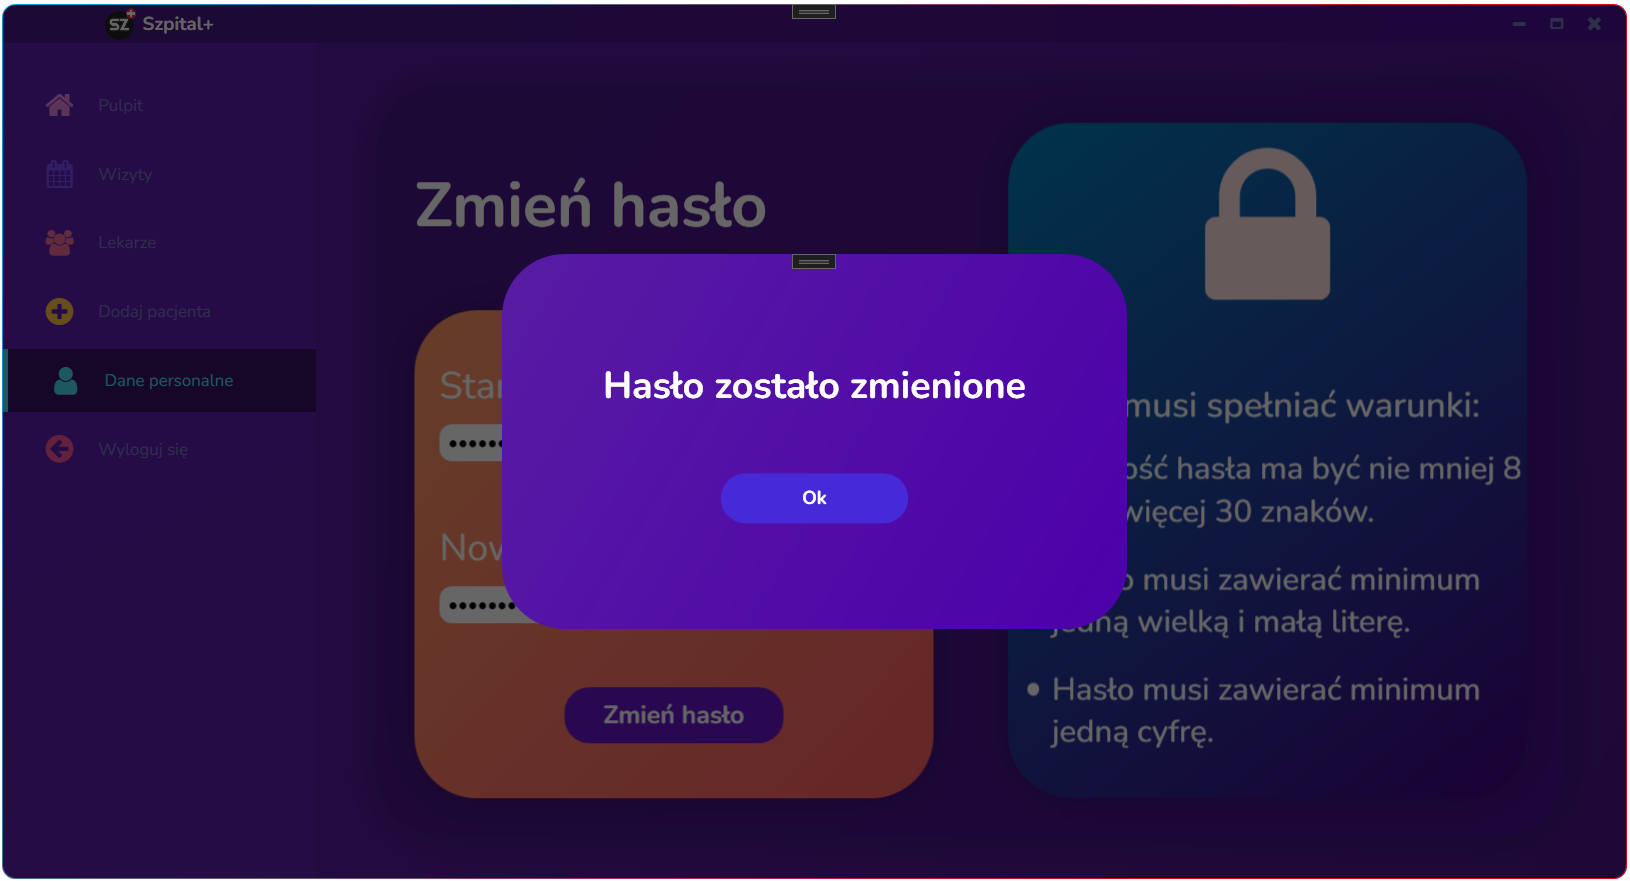 SZ Szpital+
Pulpit
Wizyty
Lekarze
Dodaj pacjenta
Dane personalne
Wyloguj się
Zmień hasło
Hasło zostało zmienione
Ok
Zmień hasło
musi spełniać warunki:
hasła ma być nie mniej 8
więcej 30 znaków.
musi zawierać minimum
jedną wielką i małą literę.
Hasło musi zawierać minimum
jedną cyfrę.